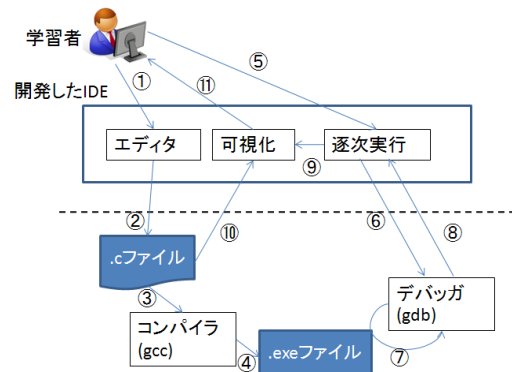 学習者
①
⑪
⑤
開発したIDE
エディタ
可視化
⑨
逐次実行
②
⑩
⑥
⑧
.cファイル
③
コンパイラ
(gcc)
④
.exeファイル
デバッガ
(gdb)
⑦